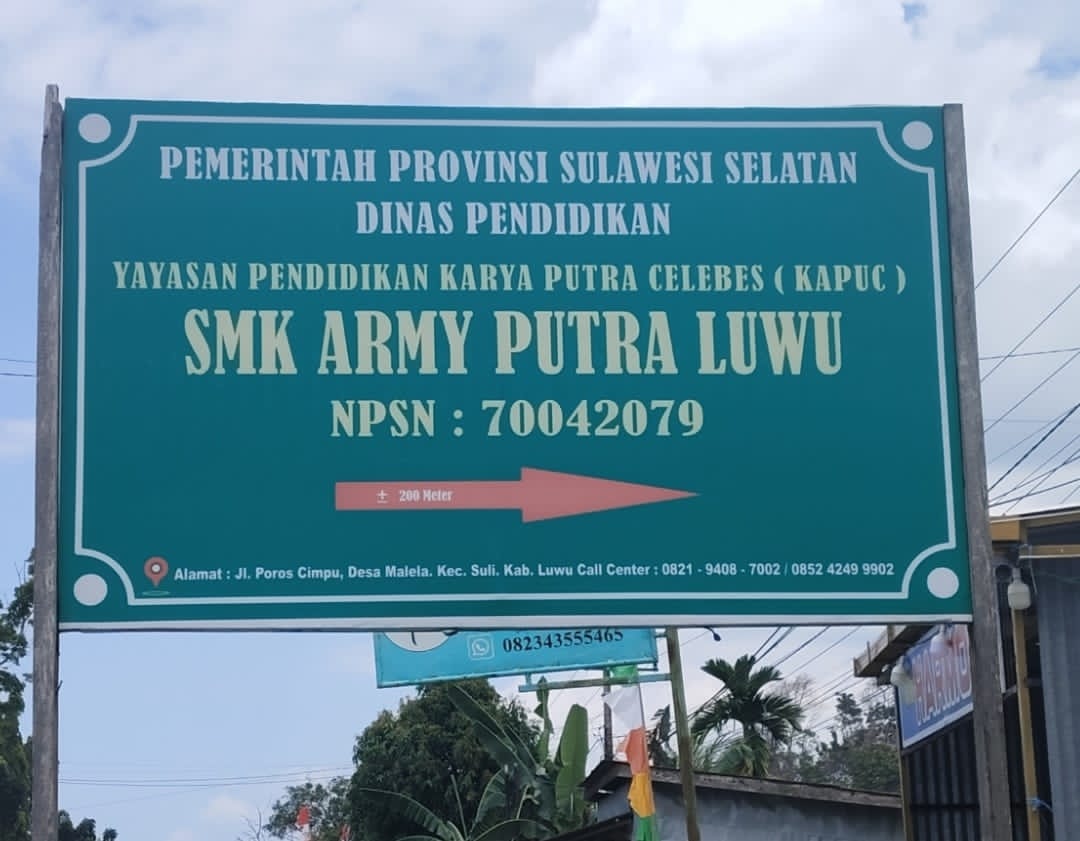 PEMERINTAH PROVINSI SULAWESI SELATAN
DINAS PENDIDIKAN
YAYASAN PENDIDIKAN KARYA PUTRA CELEBES ( KAPUC )
SMK ARMY PUTRA LUWU
NPSN : 70042079
± 200 Meter
Alamat : Jl. Poros Cimpu, Desa Malela. Kec. Suli. Kab. Luwu Call Center : 0821 - 9408 - 7002 / 0852 4249 9902
082343555465